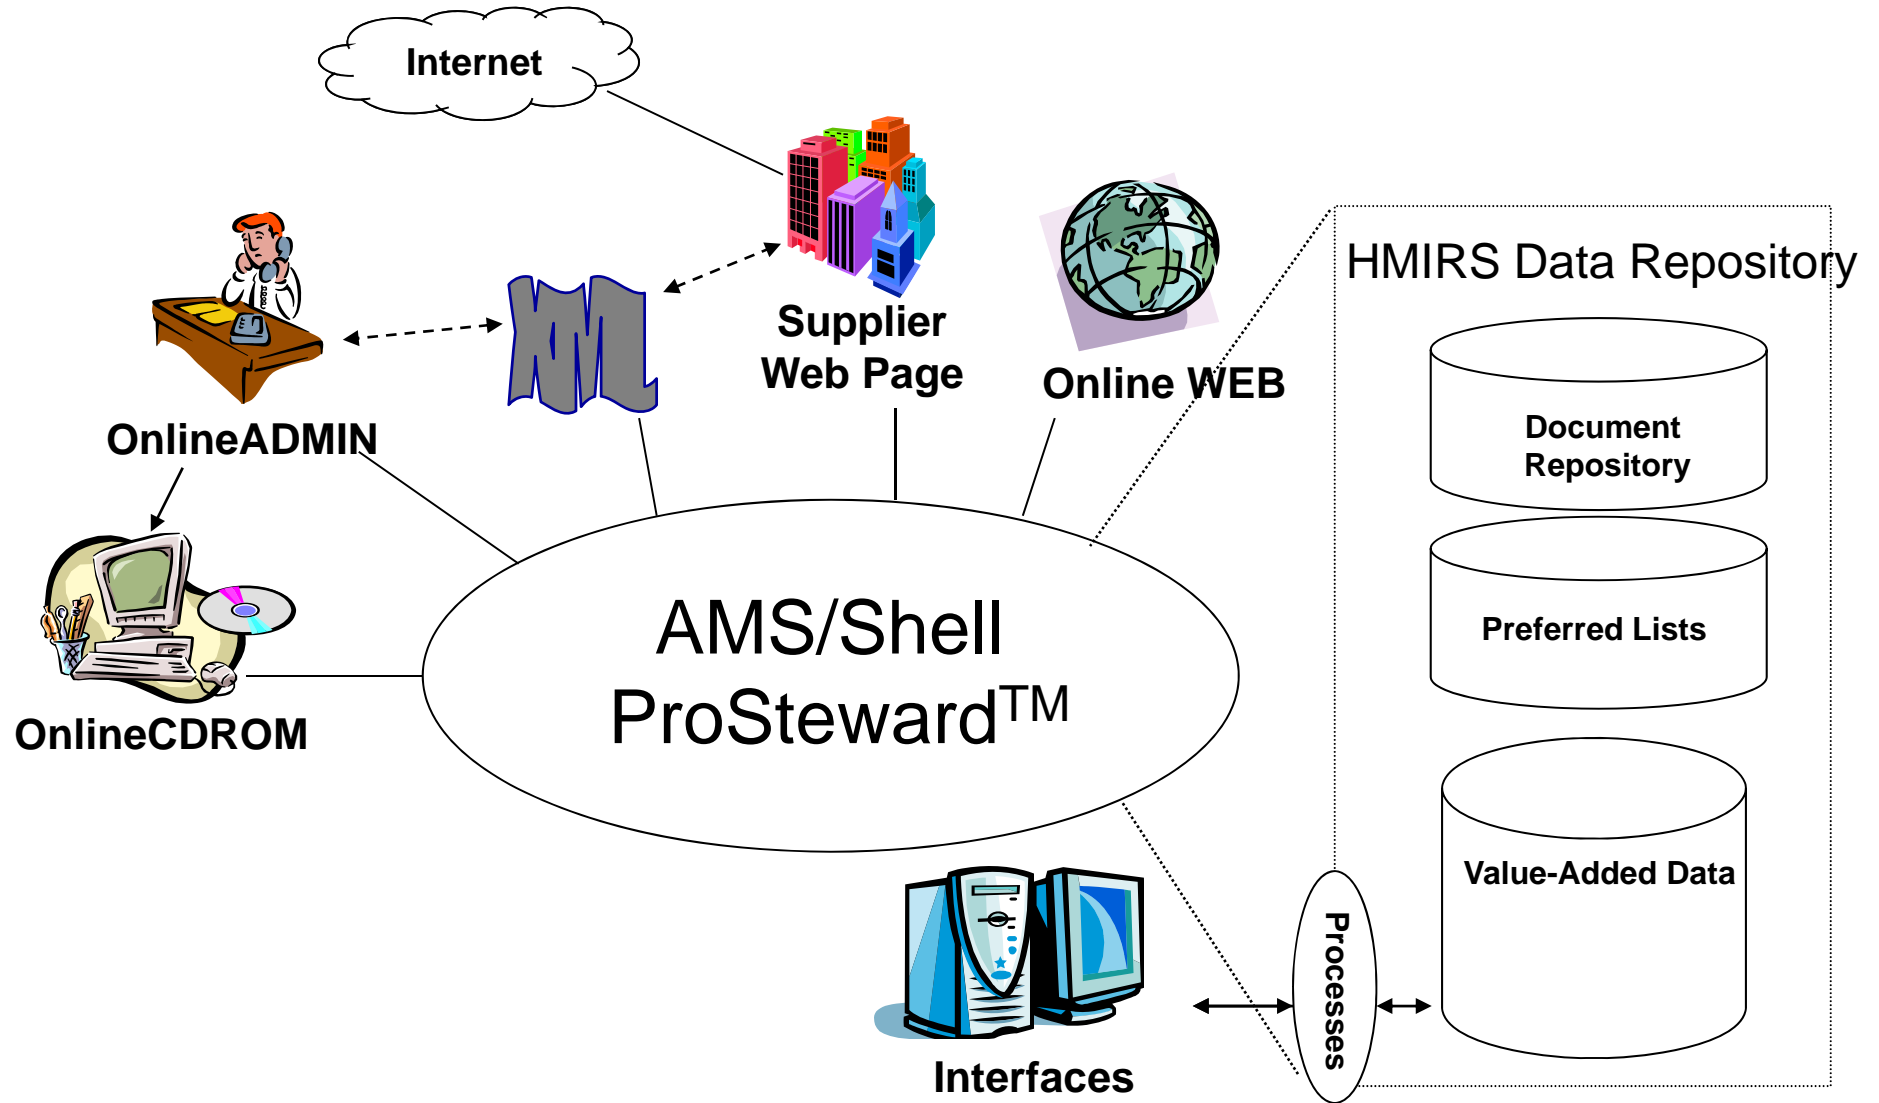 Internet
HMIRS Data Repository
XML
Supplier
Web Page
Online WEB
OnlineADMIN
Document
Repository
AMS/Shell
ProSteward™
Preferred Lists
OnlineCDROM
Value-Added Data
Processes
Interfaces